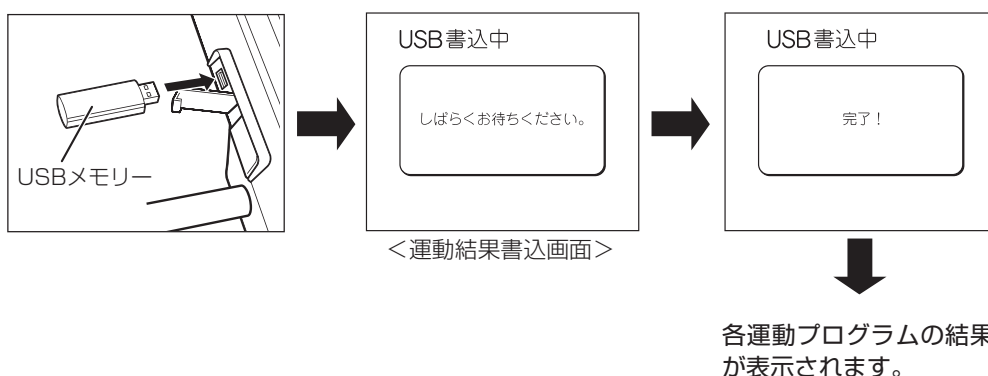 USBメモリー
USB書込中
しばらくお待ちください。
＜運動結果書込画面＞
USB書込中
完了！
各運動プログラムの結果
が表示されます。